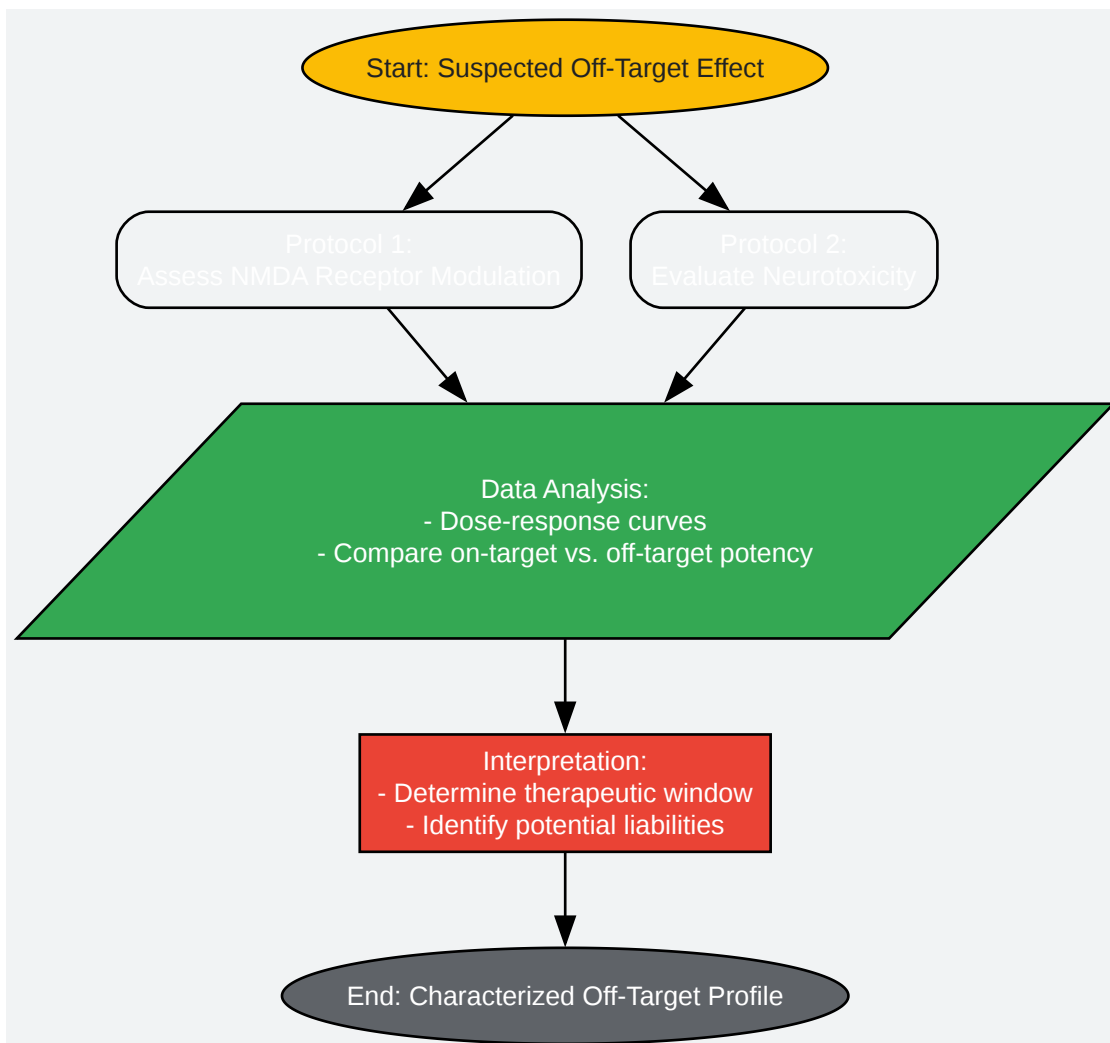 Start: Suspected Off-Target Effect
Protocol 1:
Assess NMDA Receptor Modulation
Protocol 2:
Evaluate Neurotoxicity
Data Analysis:
- Dose-response curves
- Compare on-target vs. off-target potency
Interpretation:
- Determine therapeutic window
- Identify potential liabilities
End: Characterized Off-Target Profile